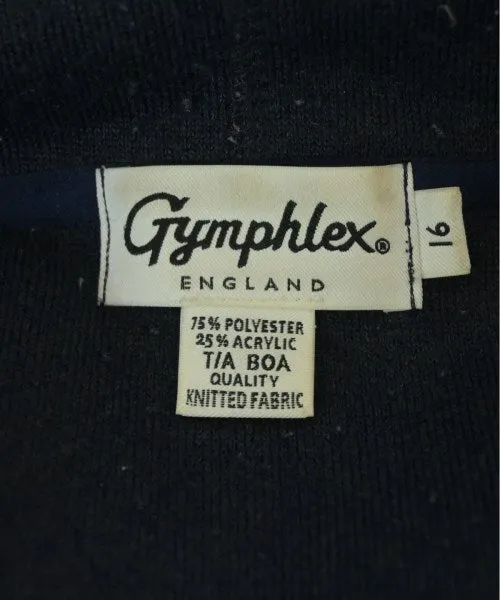 Gymphlex®
ENGLAND
16
75% POLYESTER
25% ACRYLIC
T/A BOA
QUALITY
KNITTED FABRIC